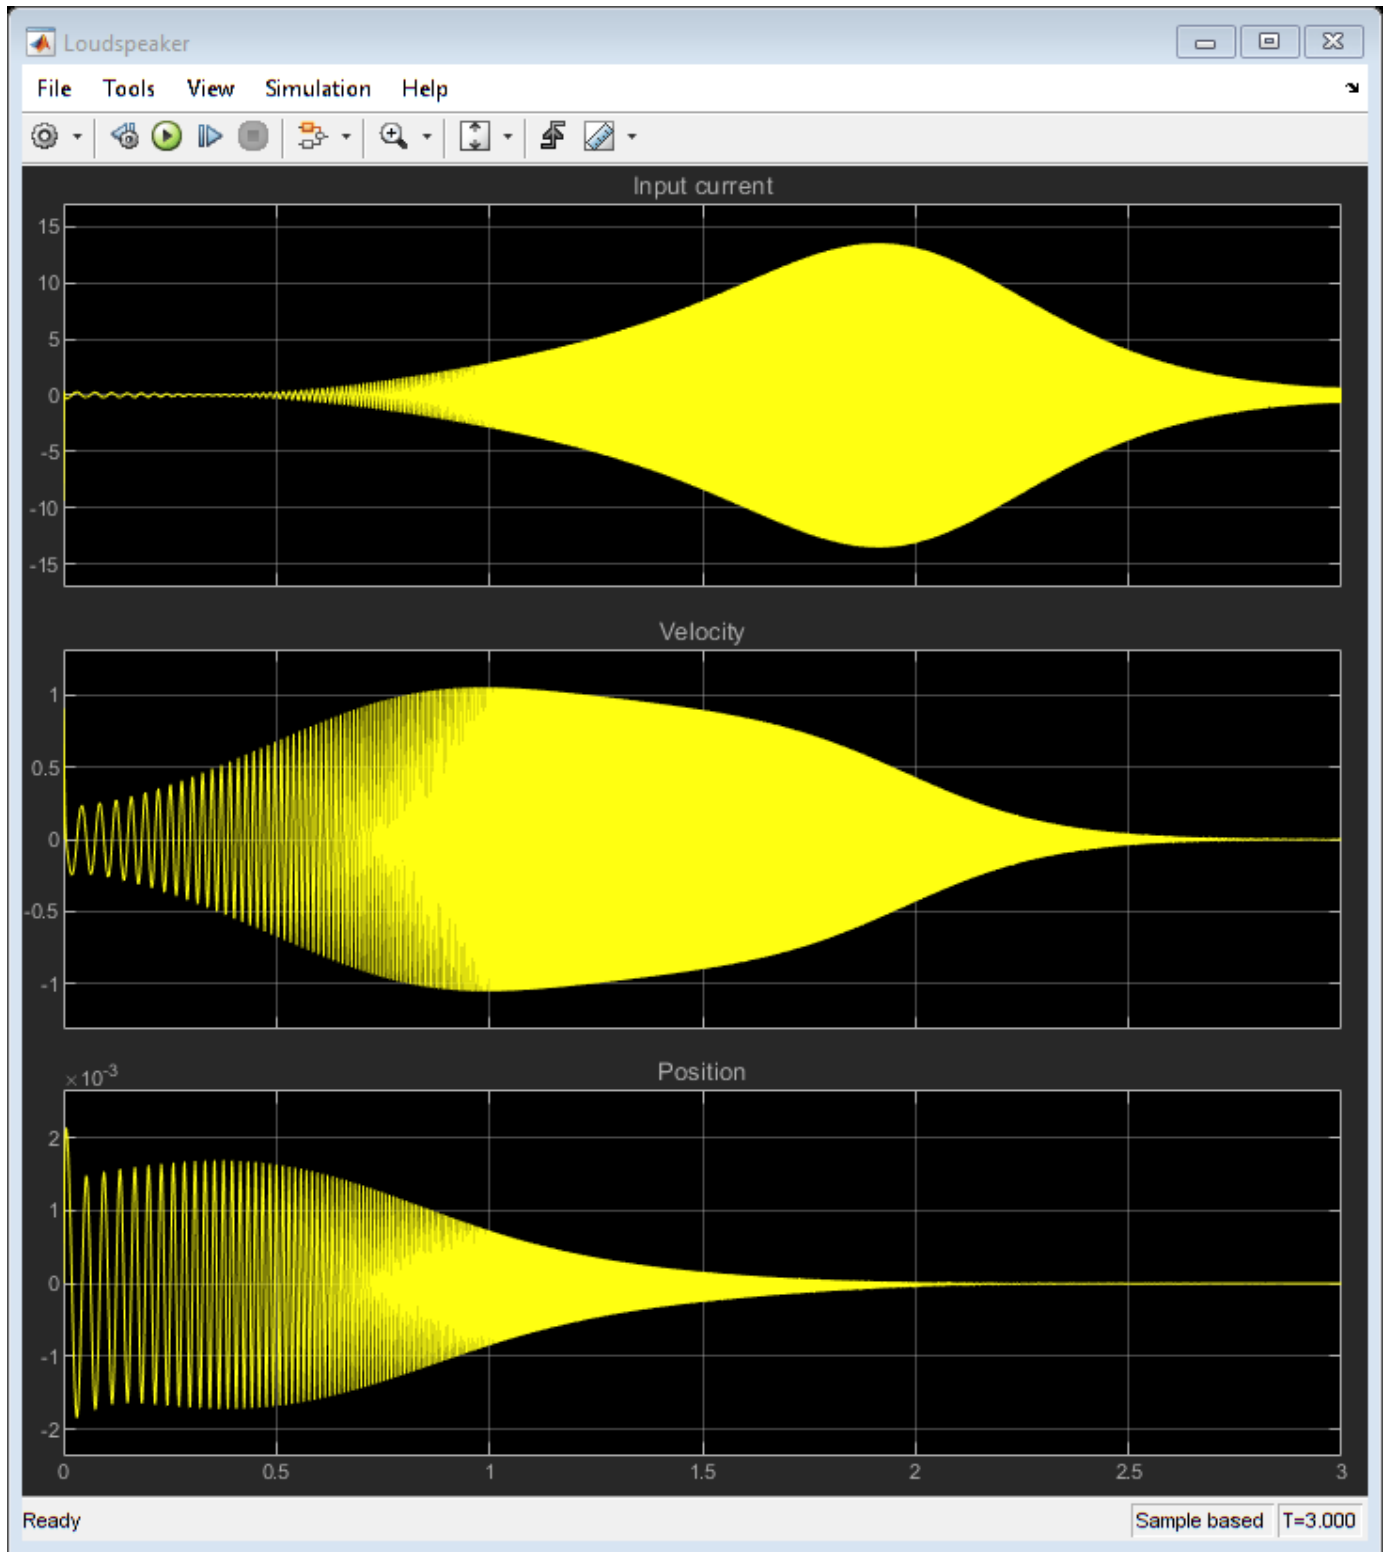 Loudspeaker
File Tools View Simulation Help
Input current
15
10
5
0
-5
-10
-15
Velocity
1
0.5
0
-0.5
-1
×10-3
Position
2
1
0
-1
-2
0 0.5 1 1.5 2 2.5 3
Ready Sample based T=3.000